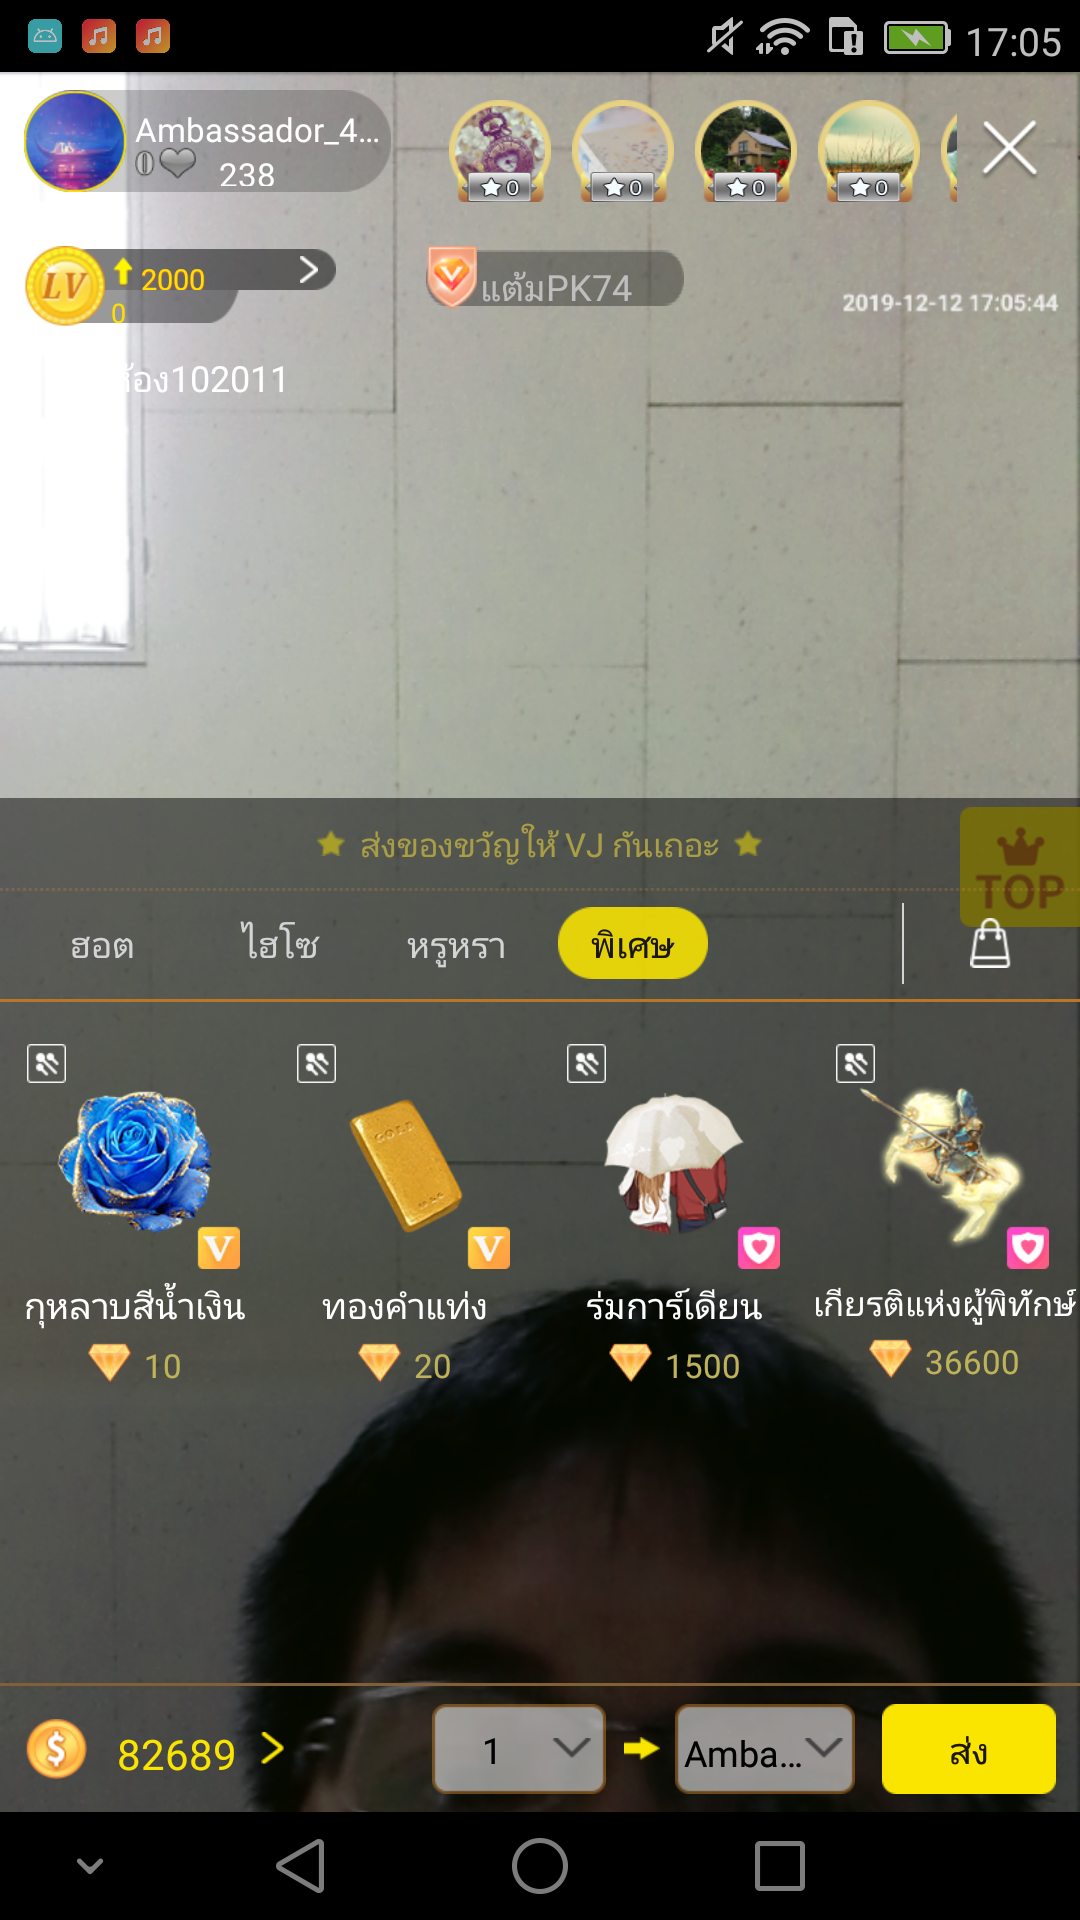 17:05
Ambassador_4...
238
0
0
0
0
LV
2000
0
แต้มPK74
2019-12-12 17:05:44
ห้อง102011
ส่งของขวัญให้ VJ กันเถอะ
TOP
ฮอต
ไฮโซ
หรูหรา
พิเศษ
GOLD
V
V
กุหลาบสีน้ำเงิน
ทองคำแท่ง
ร่มการ์เดียน
เกียรติแห่งผู้พิทักษ์
10
20
1500
36600
82689
1
Amba...
ส่ง